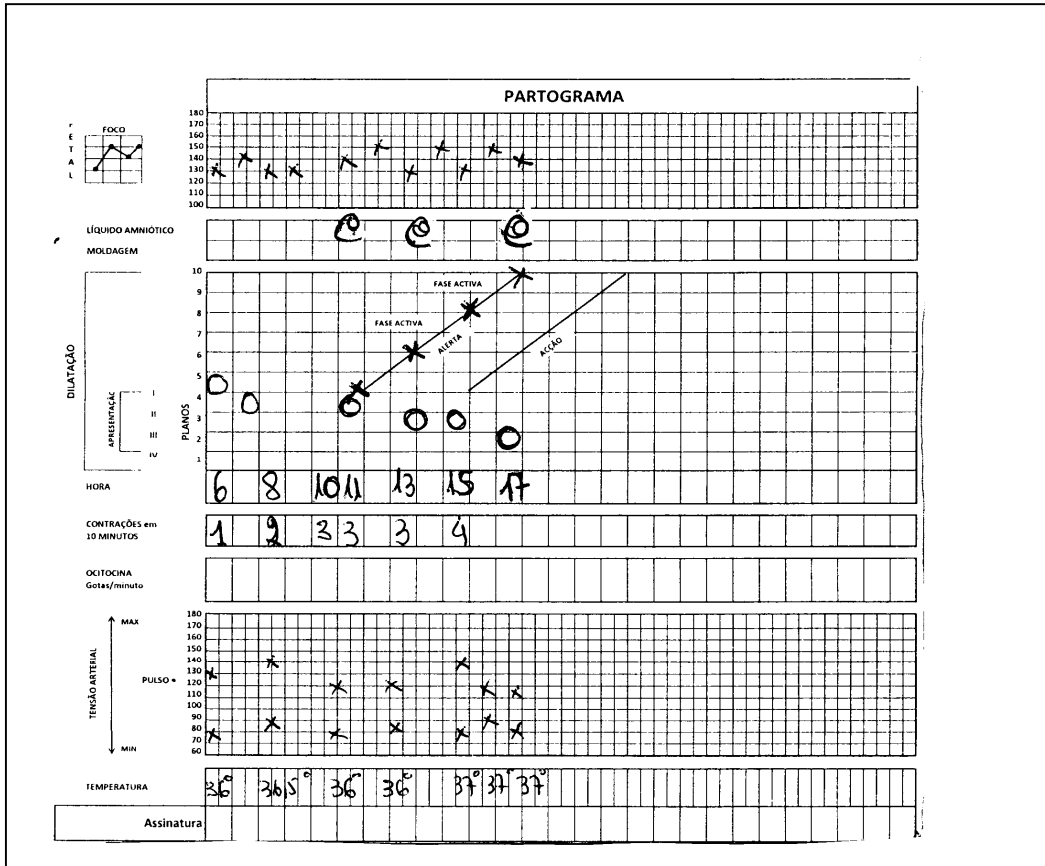 PARTOGRAMA
FETAL
FOCO
180
170
160
150
140
130
120
110
100
LÍQUIDO AMNIÓTICO
MOLDAGEM
DILATAÇÃO
APRESENTAÇÃO
PLANOS
10
9
8
7
6
5
4
3
2
1
I
II
III
IV
FASE ACTIVA
FASE ACTIVA
ALERTA
ACÇÃO
HORA 6 8 10 11 13 15 17
CONTRAÇÕES em
10 MINUTOS 1 2 3 3 3 4
OCITOCINA
Gotas/minuto
TENSÃO ARTERIAL
MAX
PULSO
MIN
180
170
160
150
140
130
120
110
100
90
80
70
60
TEMPERATURA 36° 36,5° 36° 36° 37° 37° 37°
Assinatura